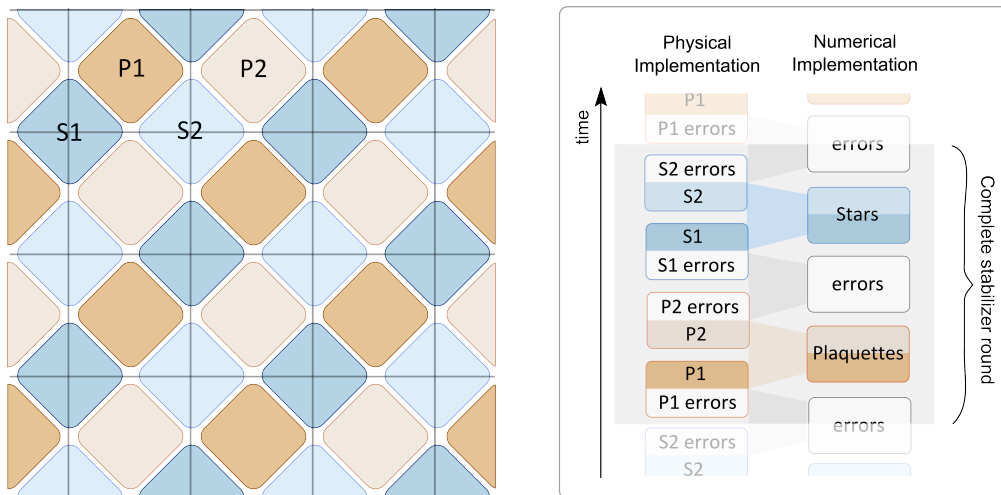 P1
P2
S1
S2
Physical
Implementation
Numerical
Implementation
time
P1
P1 errors
S2 errors
S2
S1
S1 errors
P2 errors
P2
P1
P1 errors
S2 errors
S2
errors
Stars
errors
Plaquettes
errors
Complete stabilizer round